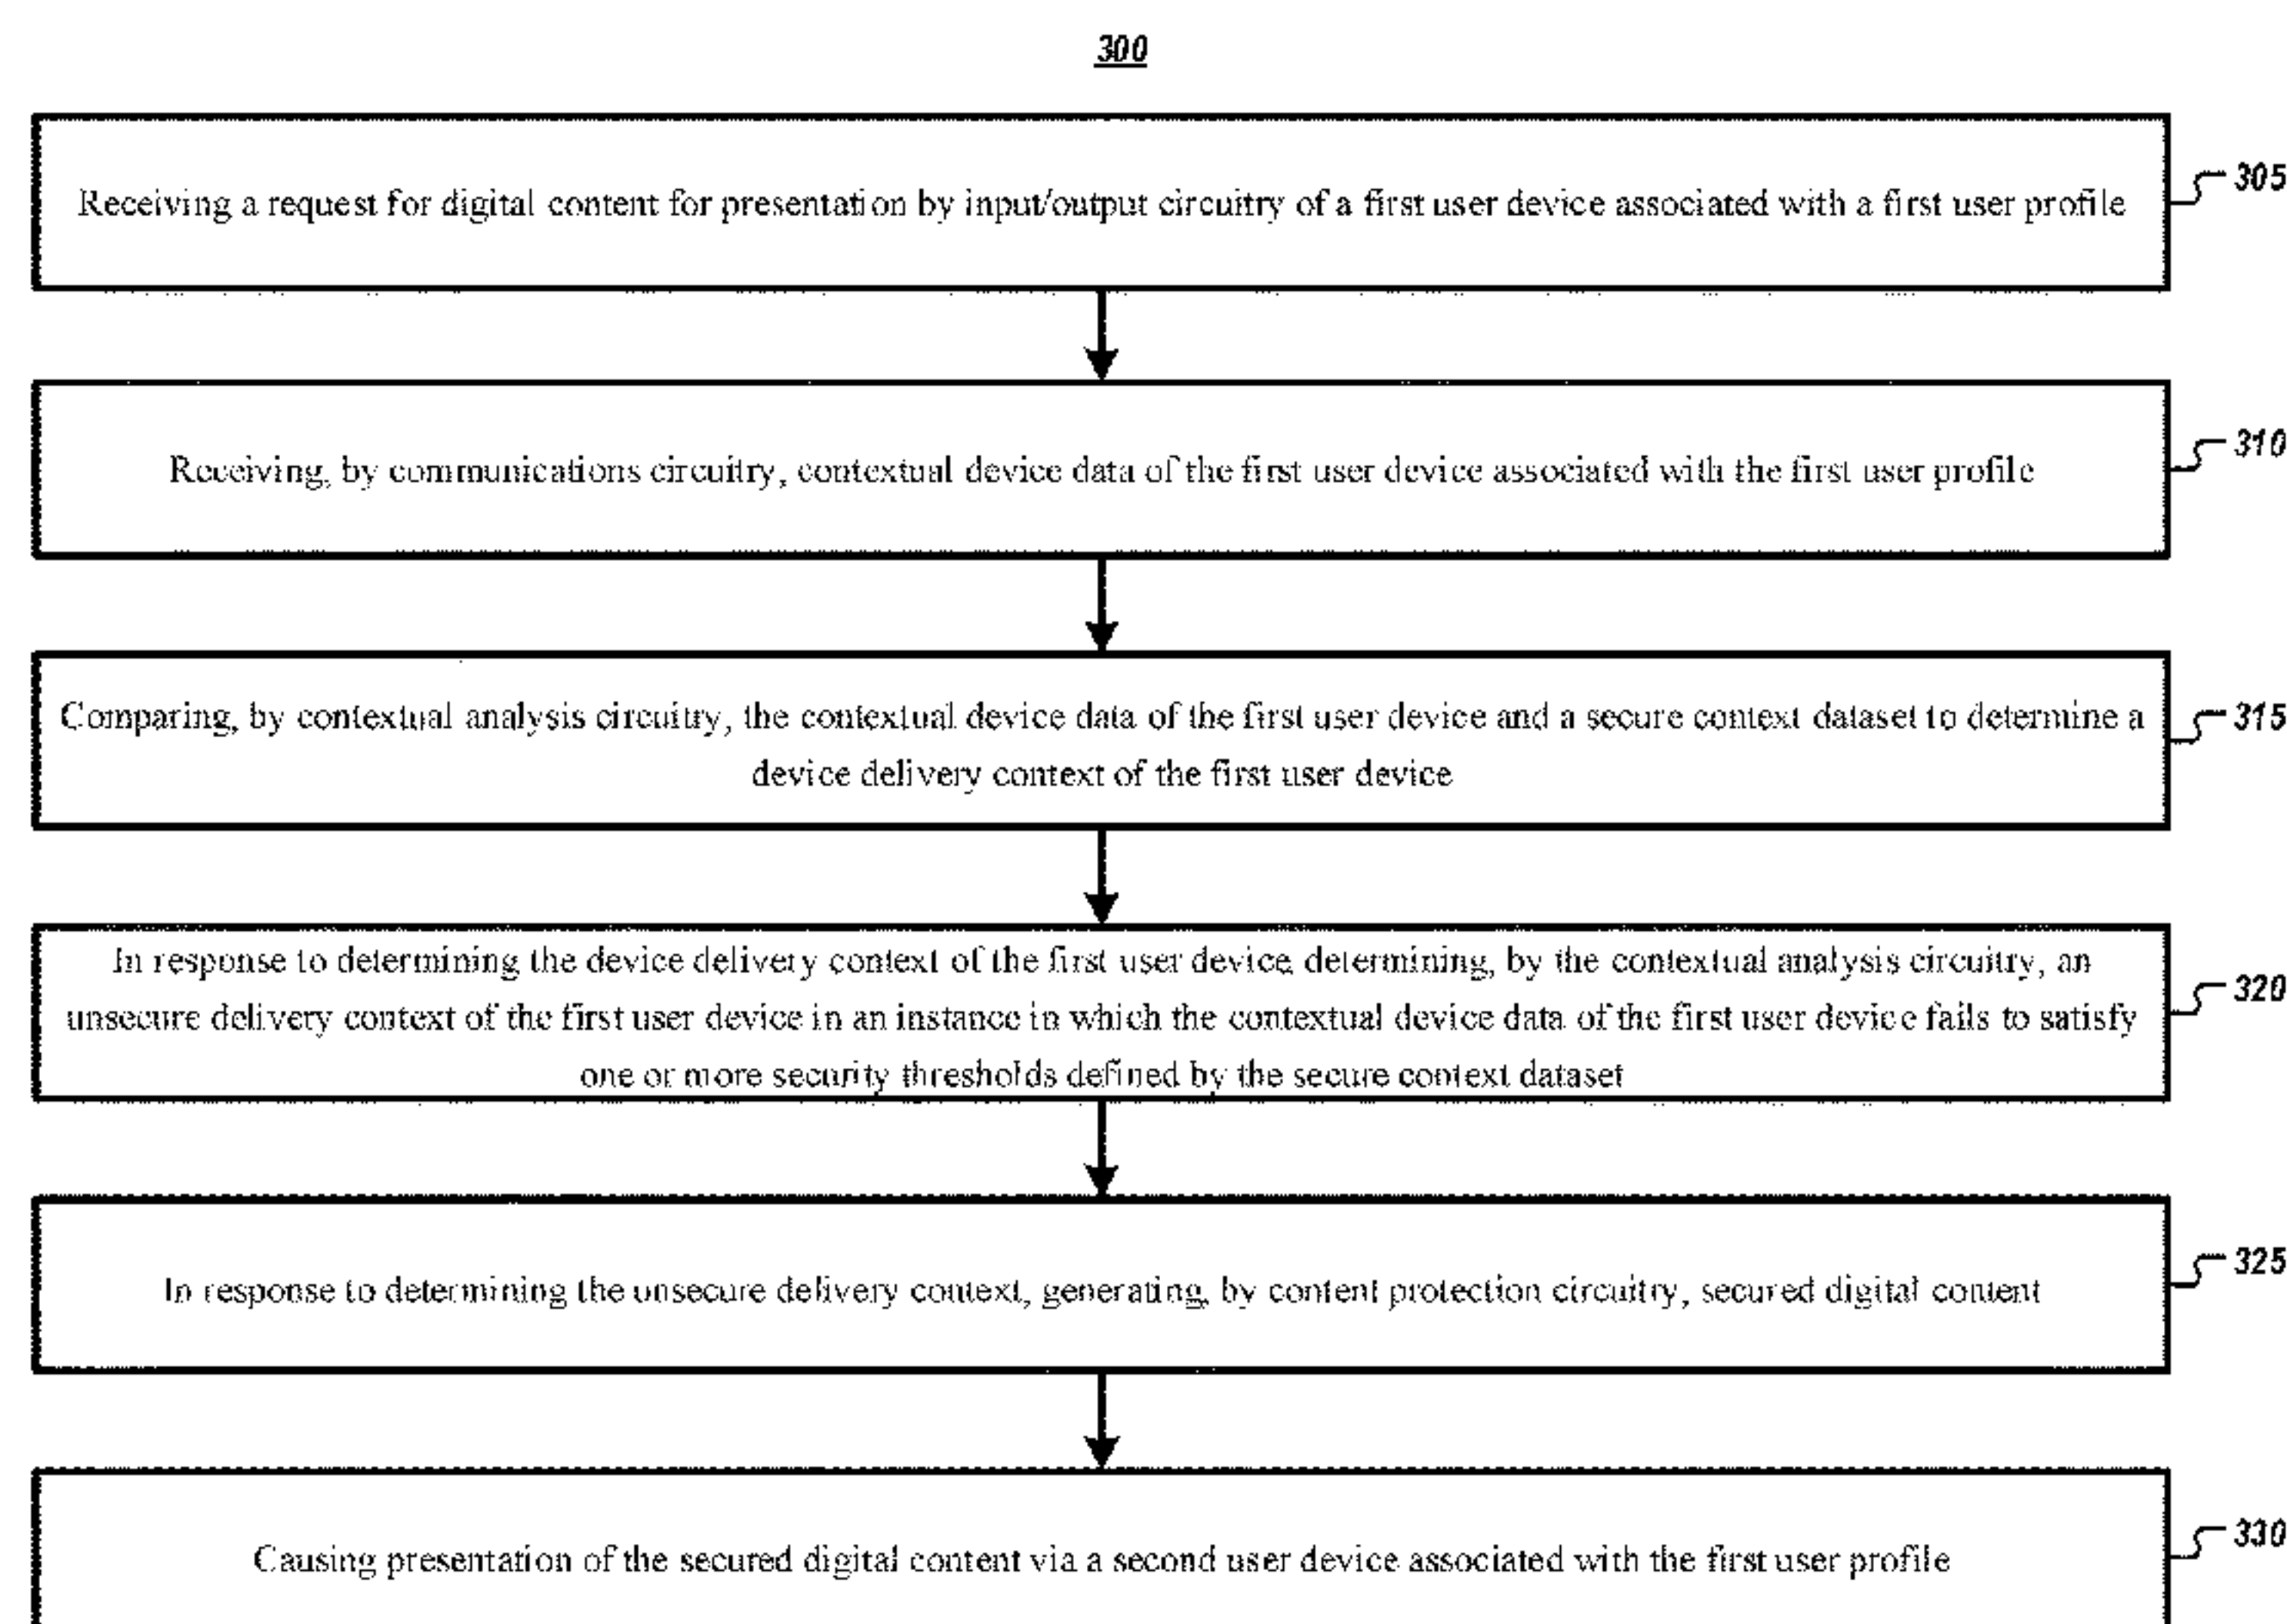 300
Receiving a request for digital content for presentation by input/output circuitry of a first user device associated with a first user profile
305
Receiving, by communications circuitry, contextual device data of the first user device associated with the first user profile
310
Comparing, by contextual analysis circuitry, the contextual device data of the first user device and a secure context dataset to determine a
device delivery context of the first user device
315
In response to determining the device delivery context of the first user device, determining, by the contextual analysis circuitry, an
unsecure delivery context of the first user device in an instance in which the contextual device data of the first user device fails to satisfy
one or more security thresholds defined by the secure context dataset
320
In response to determining the unsecure delivery context, generating, by content protection circuitry, secured digital content
325
Causing presentation of the secured digital content via a second user device associated with the first user profile
330